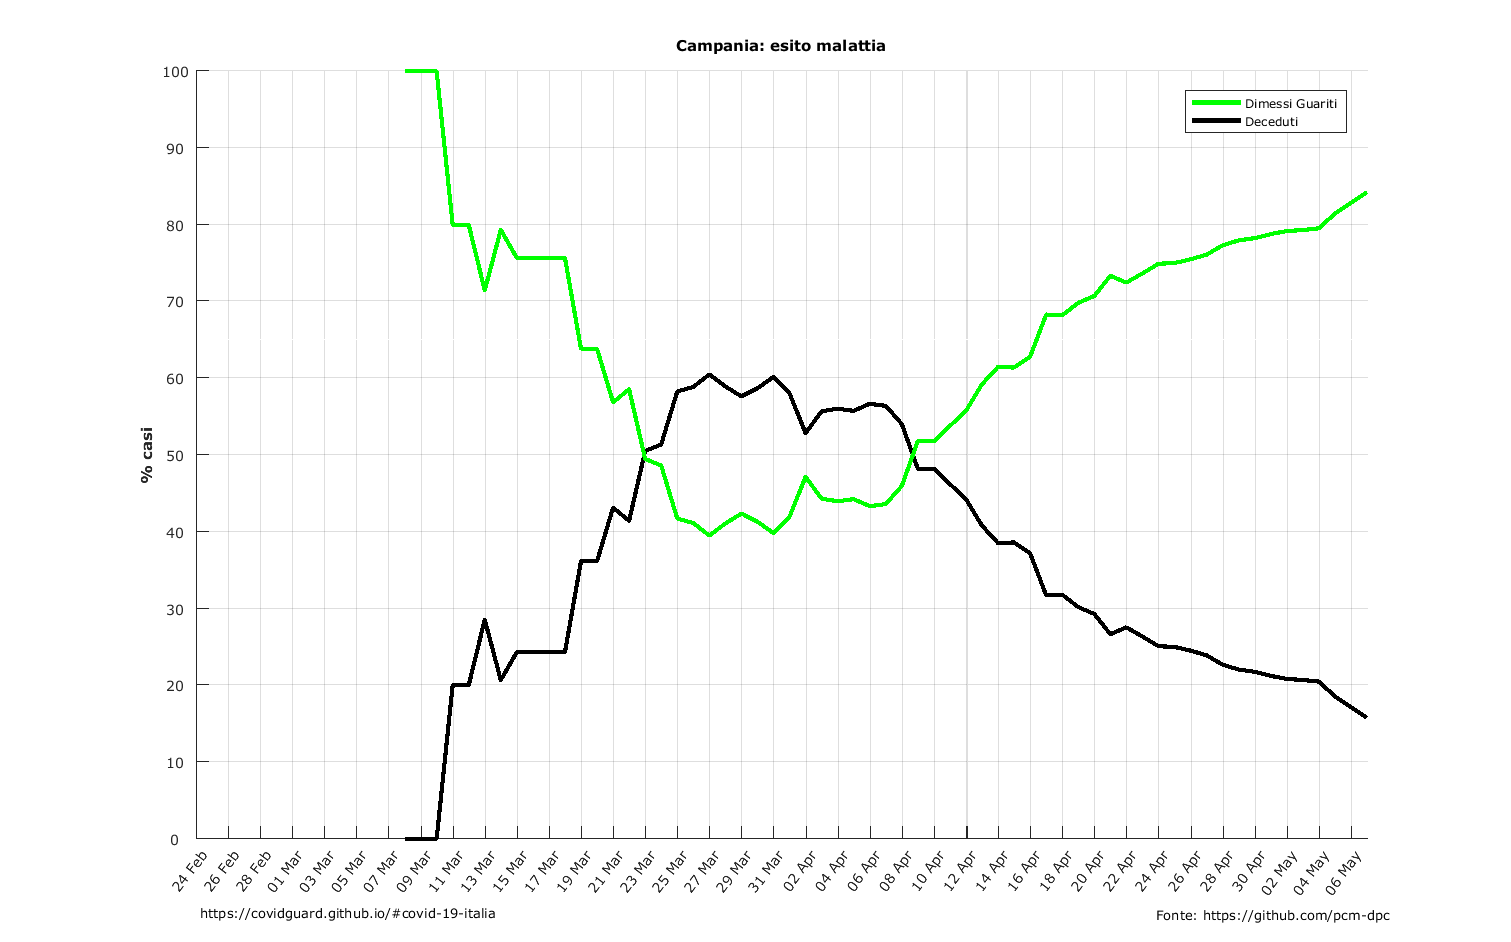 Campania: esito malattia
Dimessi Guariti
Deceduti
% casi
100
90
80
70
60
50
40
30
20
10
0
24 Feb
26 Feb
28 Feb
01 Mar
03 Mar
05 Mar
07 Mar
09 Mar
11 Mar
13 Mar
15 Mar
17 Mar
19 Mar
21 Mar
23 Mar
25 Mar
27 Mar
29 Mar
31 Mar
02 Apr
04 Apr
06 Apr
08 Apr
10 Apr
12 Apr
14 Apr
16 Apr
18 Apr
20 Apr
22 Apr
24 Apr
26 Apr
28 Apr
30 Apr
02 May
04 May
06 May
https://covidguard.github.io/#covid-19-italia
Fonte: https://github.com/pcm-dpc